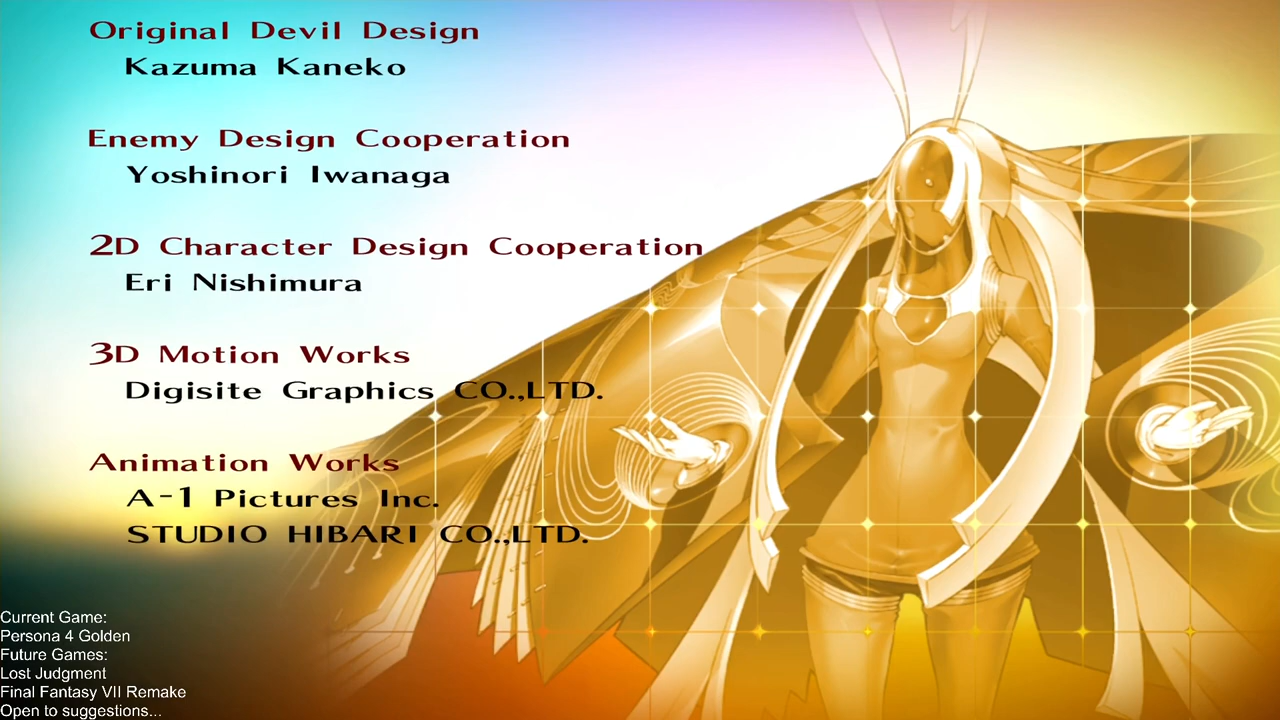 Original Devil Design
Kazuma Kaneko
Enemy Design Cooperation
Yoshinori Iwanaga
2D Character Design Cooperation
Eri Nishimura
3D Motion Works
Digisite Graphics CO.,LTD.
Animation Works
A-1 Pictures Inc.
STUDIO HIBARI CO.,LTD.
Current Game:
Persona 4 Golden
Future Games:
Lost Judgment
Final Fantasy VII Remake
Open to suggestions...